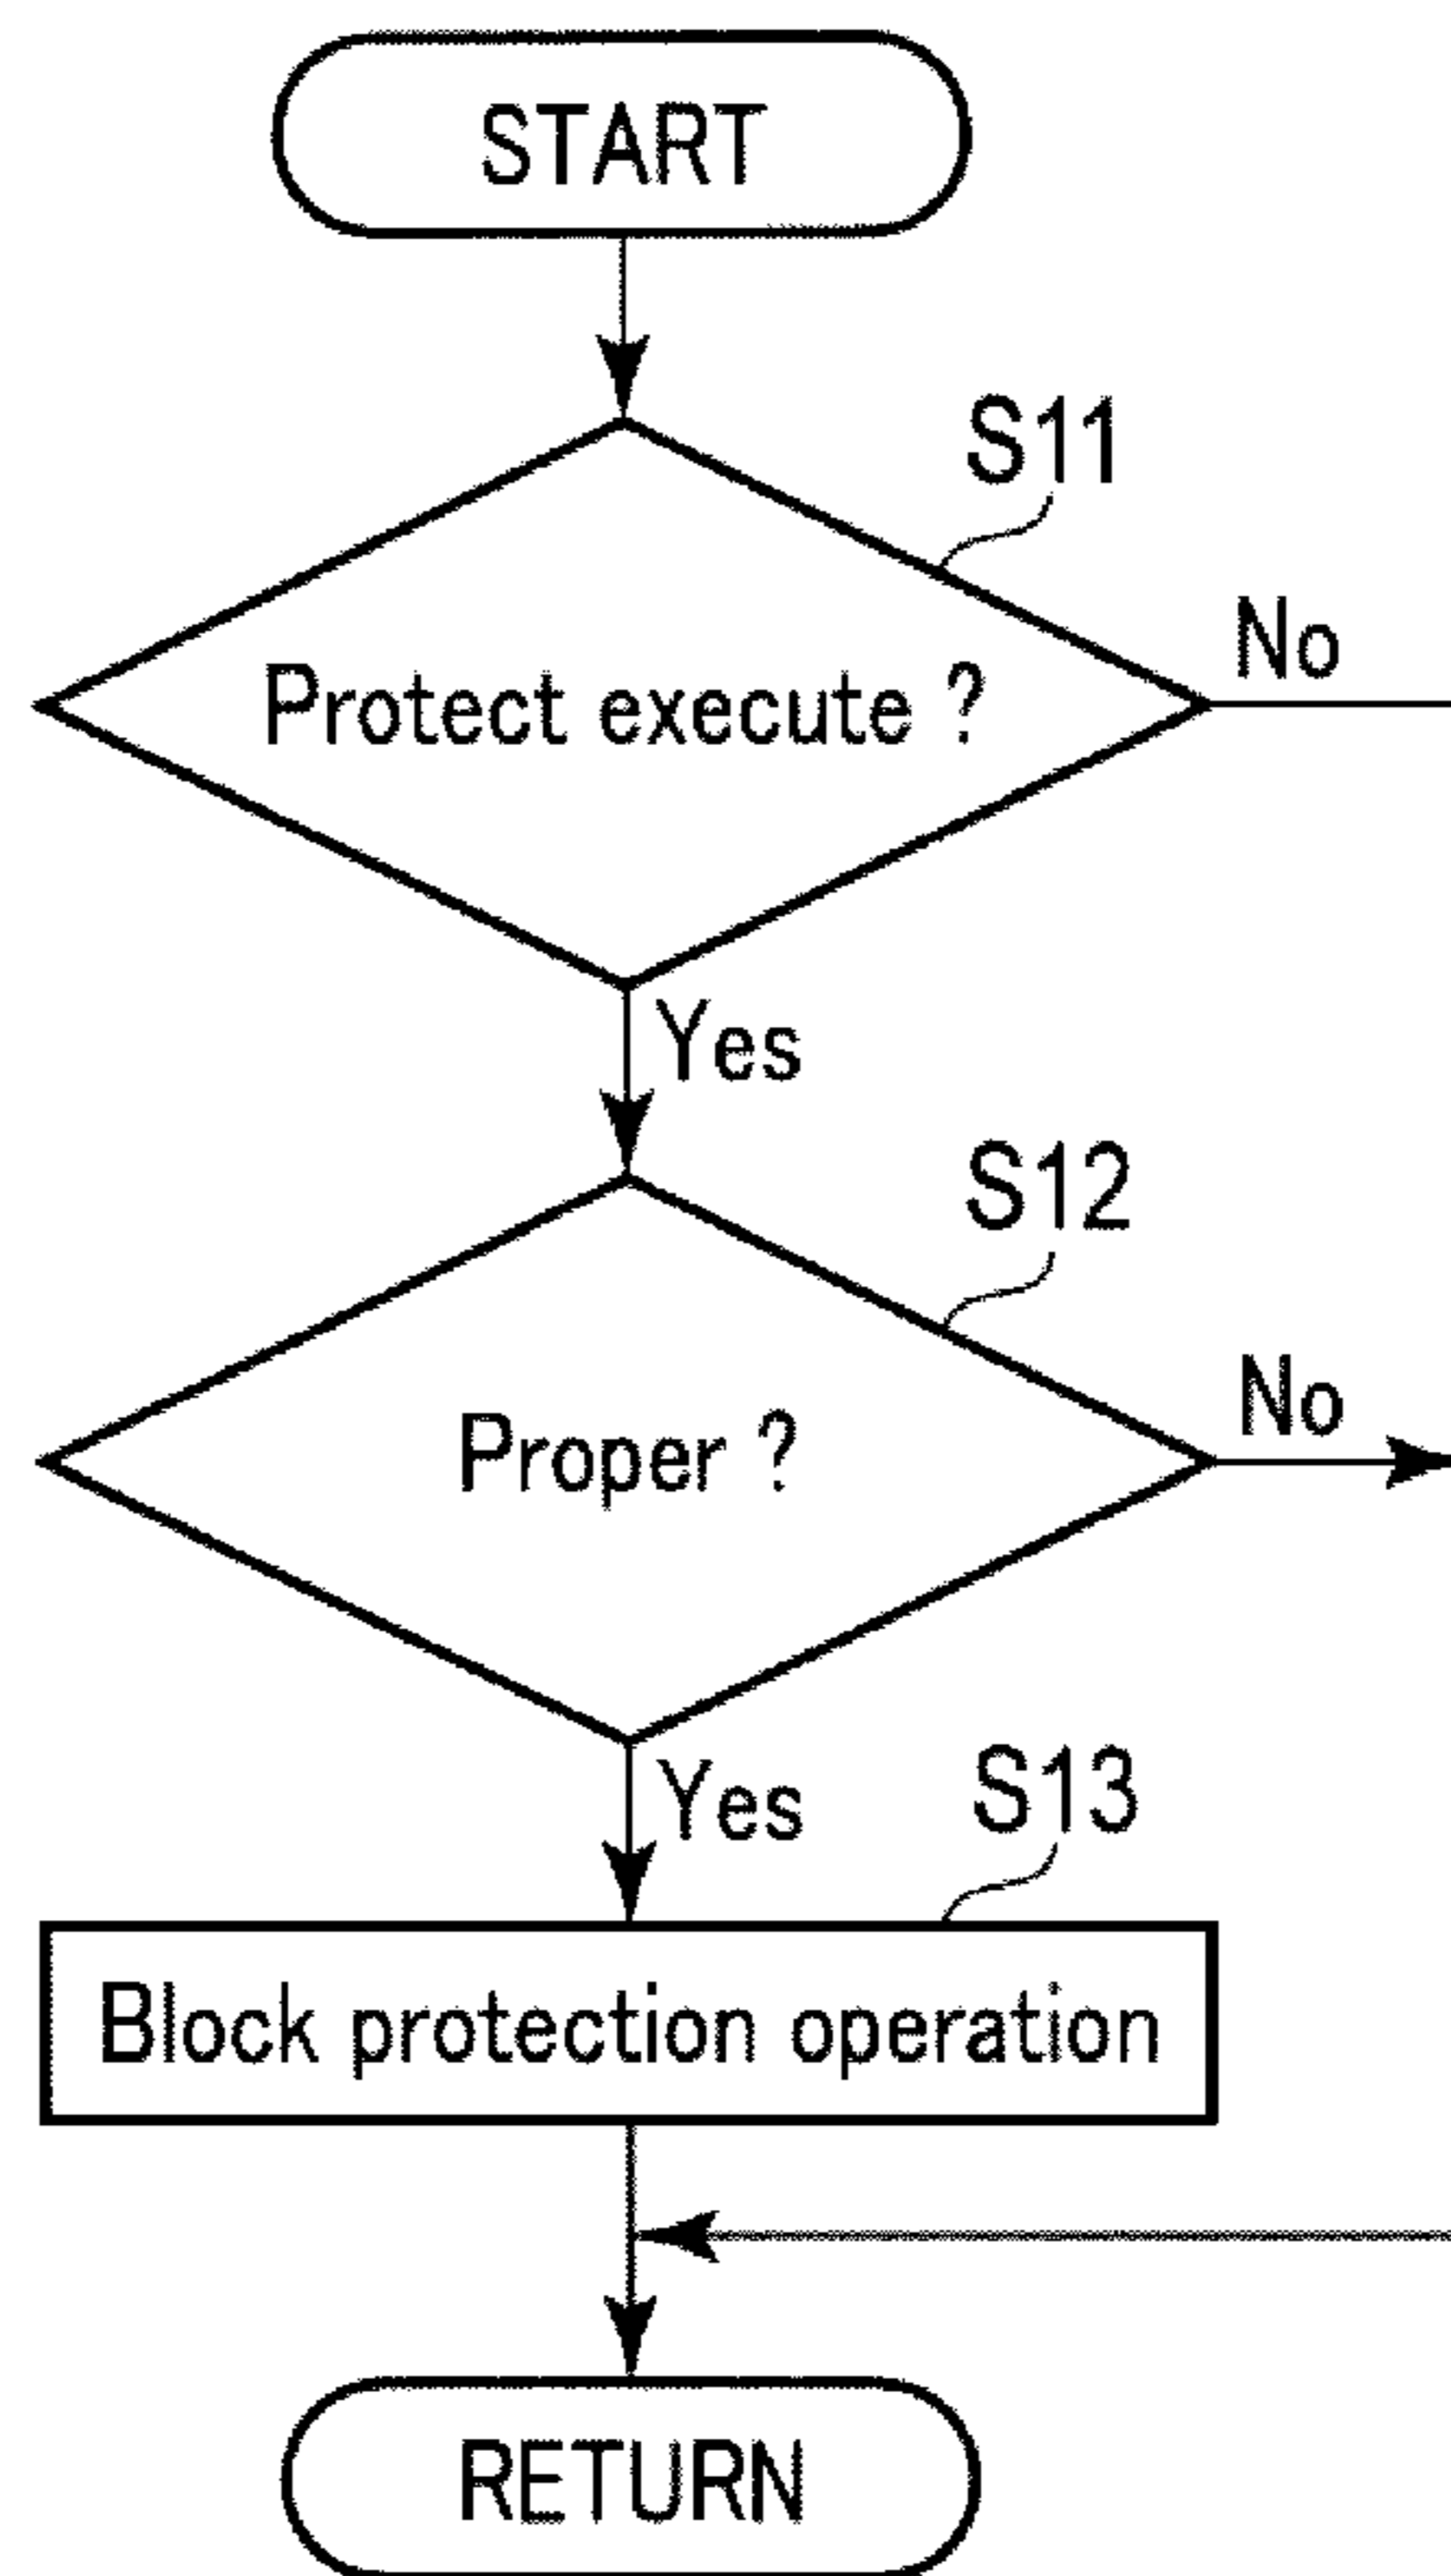 START
S11
No
Protect execute ?
Yes
S12
No
Proper ?
Yes
S13
Block protection operation
RETURN